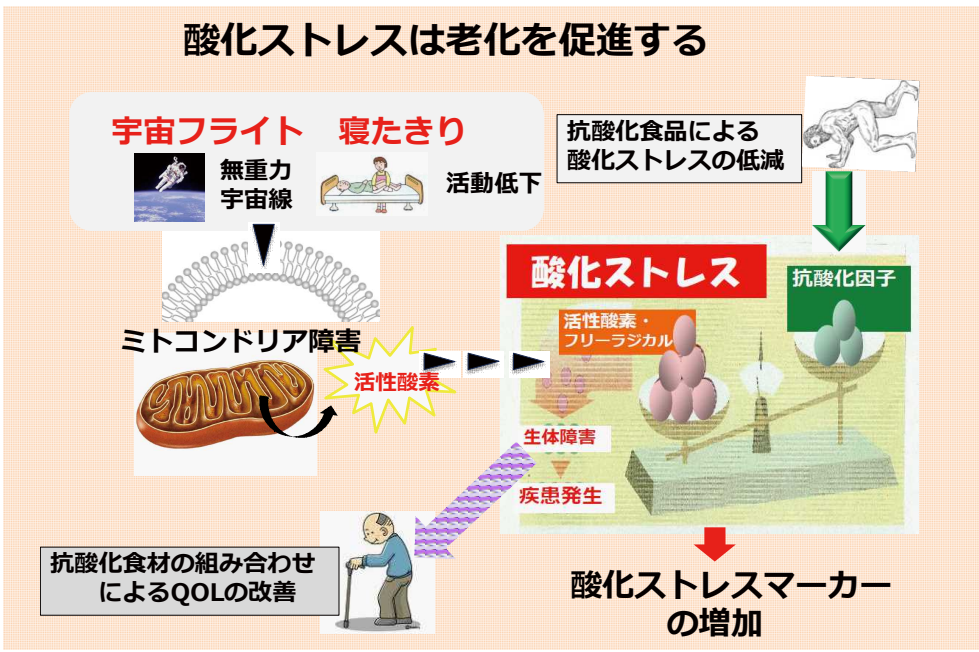 酸化ストレスは老化を促進する
宇宙フライト 寝たきり
無重力
宇宙線
活動低下
抗酸化食品による
酸化ストレスの低減
酸化ストレス
抗酸化因子
活性酸素・
フリーラジカル
ミトコンドリア障害
活性酸素
生体障害
疾患発生
抗酸化食材の組み合わせ
によるQOLの改善
酸化ストレスマーカー
の増加